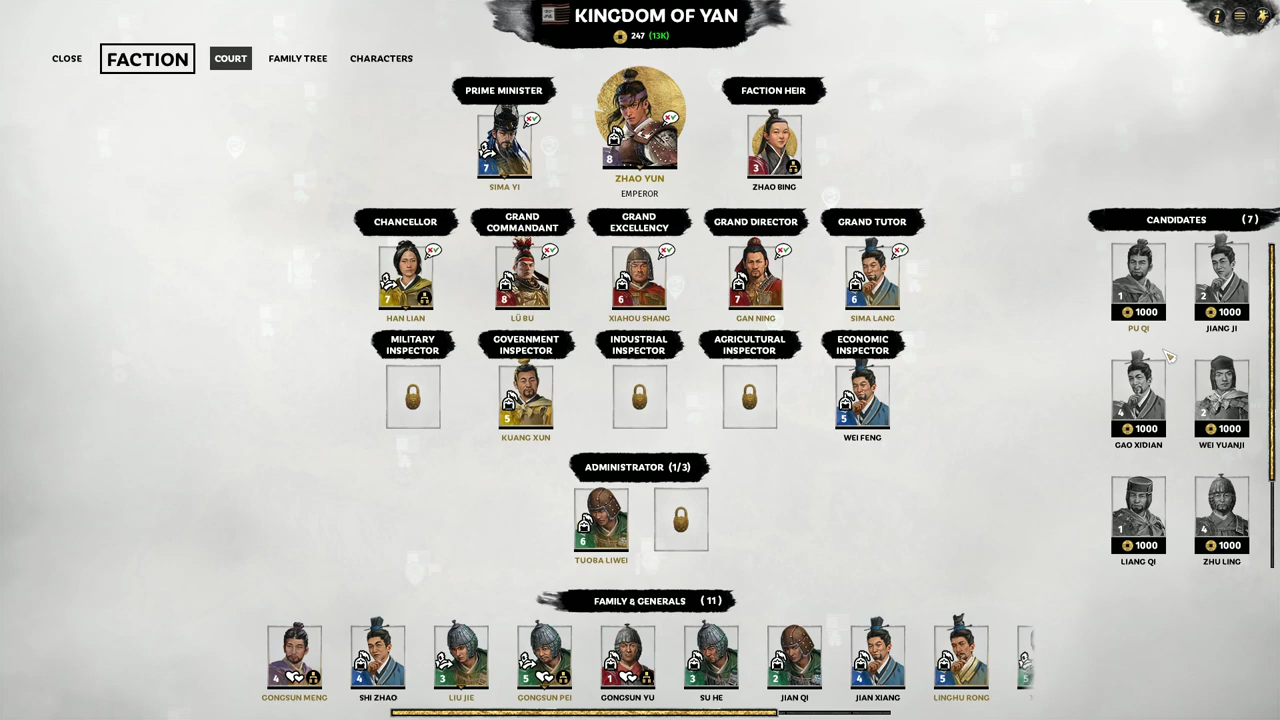 KINGDOM OF YAN
247 (13K)
CLOSE
FACTION
COURT
FAMILY TREE
CHARACTERS
PRIME MINISTER
FACTION HEIR
7
8
3
SIMA YI
ZHAO YUN
ZHAO BING
EMPEROR
CHANCELLOR
GRAND
COMMANDANT
GRAND
EXCELLENCY
GRAND DIRECTOR
GRAND TUTOR
7
8
6
7
6
HAN LIAN
LÜ BU
XIAHOU SHANG
GAN NING
SIMA LANG
MILITARY
INSPECTOR
GOVERNMENT
INSPECTOR
INDUSTRIAL
INSPECTOR
AGRICULTURAL
INSPECTOR
ECONOMIC
INSPECTOR
5
5
KUANG XUN
WEI FENG
ADMINISTRATOR (1/3)
6
TUOBA LIWEI
CANDIDATES (7)
1
2
1000
1000
PU QI
JIANG JI
4
2
1000
1000
GAO XIDIAN
WEI YUANJI
1
4
1000
1000
LIANG QI
ZHU LING
FAMILY & GENERALS (11)
4
4
3
5
1
3
2
4
5
5
GONGSUN MENG
SHI ZHAO
LIU JIE
GONGSUN PEI
GONGSUN YU
SU HE
JIAN QI
JIAN XIANG
LINGHU RONG